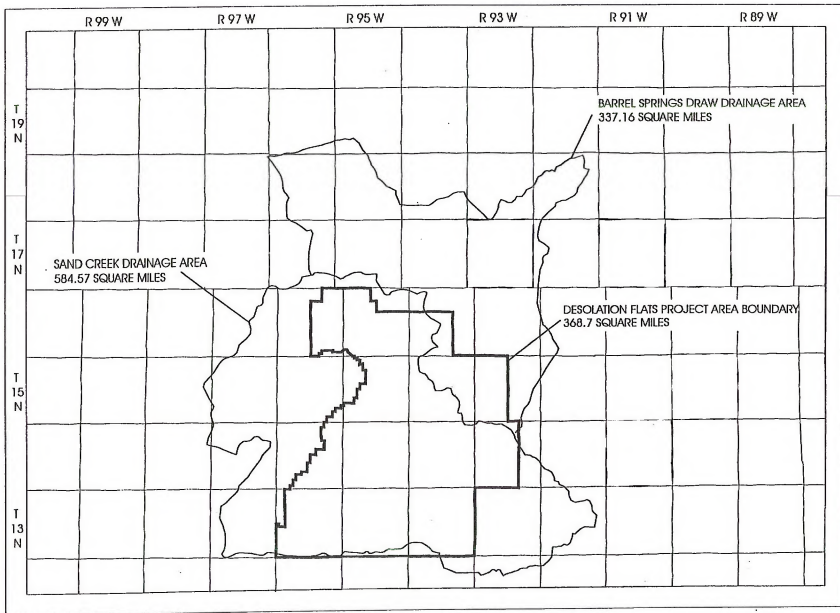 R 99 W
R 97 W
R 95 W
R 93 W
R 91 W
R 89 W
T
19
N
BARREL SPRINGS DRAW DRAINAGE AREA
337.16 SQUARE MILES
T
17
N
SAND CREEK DRAINAGE AREA
584.57 SQUARE MILES
DESOLATION FLATS PROJECT AREA BOUNDARY
368.7 SQUARE MILES
T
15
N
T
13
N